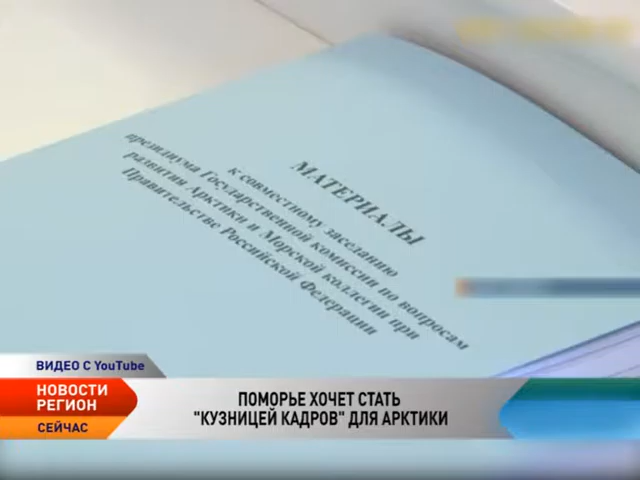 МАТЕРИАЛЫ
к совместному заседанию
президиума Государственной комиссии по вопросам
развития Арктики и Морской коллегии при
Правительстве Российской Федерации
ВИДЕО С YouTube
НОВОСТИ
РЕГИОН
СЕЙЧАС
ПОМОРЬЕ ХОЧЕТ СТАТЬ
"КУЗНИЦЕЙ КАДРОВ" ДЛЯ АРКТИКИ